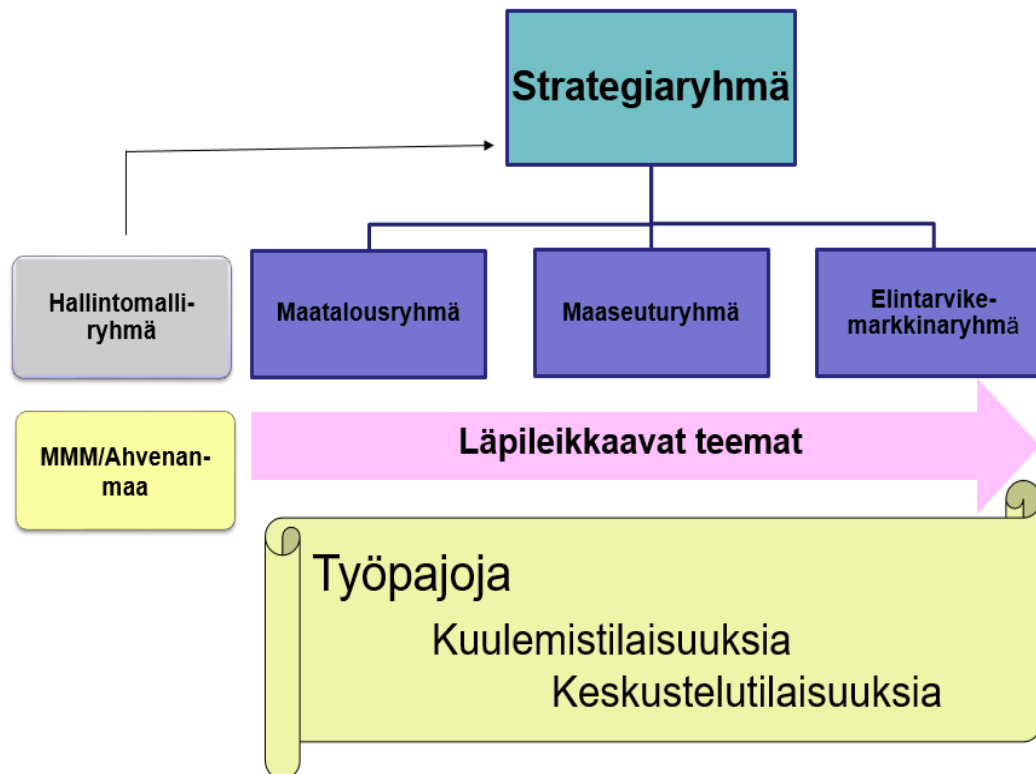 Strategiaryhmä
Hallintomalli-
ryhmä
Maatalousryhmä
Maaseuturyhmä
Elintarvike-
markkinaryhmä
MMM/Ahvenan-
maa
Läpileikkaavat teemat
Työpajoja
Kuulemistilaisuuksia
Keskustelutilaisuuksia